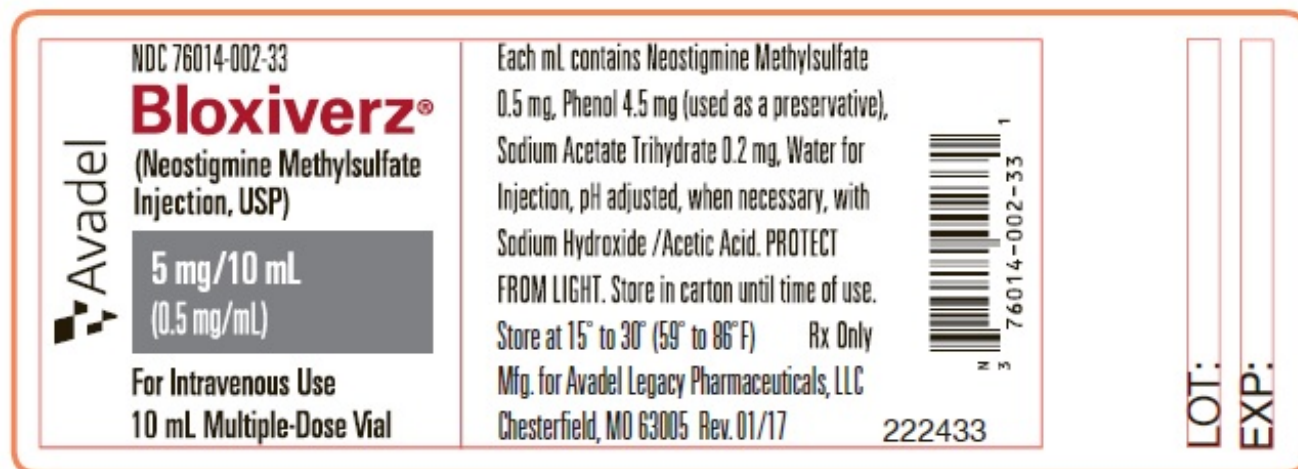 Avadel
NDC 76014-002-33
Bloxiverz®
(Neostigmine Methylsulfate
Injection, USP)
5 mg/10 mL
(0.5 mg/mL)
For Intravenous Use
10 mL Multiple-Dose Vial
Each mL contains Neostigmine Methylsulfate
0.5 mg, Phenol 4.5 mg (used as a preservative),
Sodium Acetate Trihydrate 0.2 mg, Water for
Injection, pH adjusted, when necessary, with
Sodium Hydroxide /Acetic Acid. PROTECT
FROM LIGHT. Store in carton until time of use.
Store at 15° to 30° (59° to 86°F) Rx Only
Mfg. for Avadel Legacy Pharmaceuticals, LLC
Chesterfield, MO 63005 Rev. 01/17
222433
N 3 76014-002-33 1
LOT:
EXP: